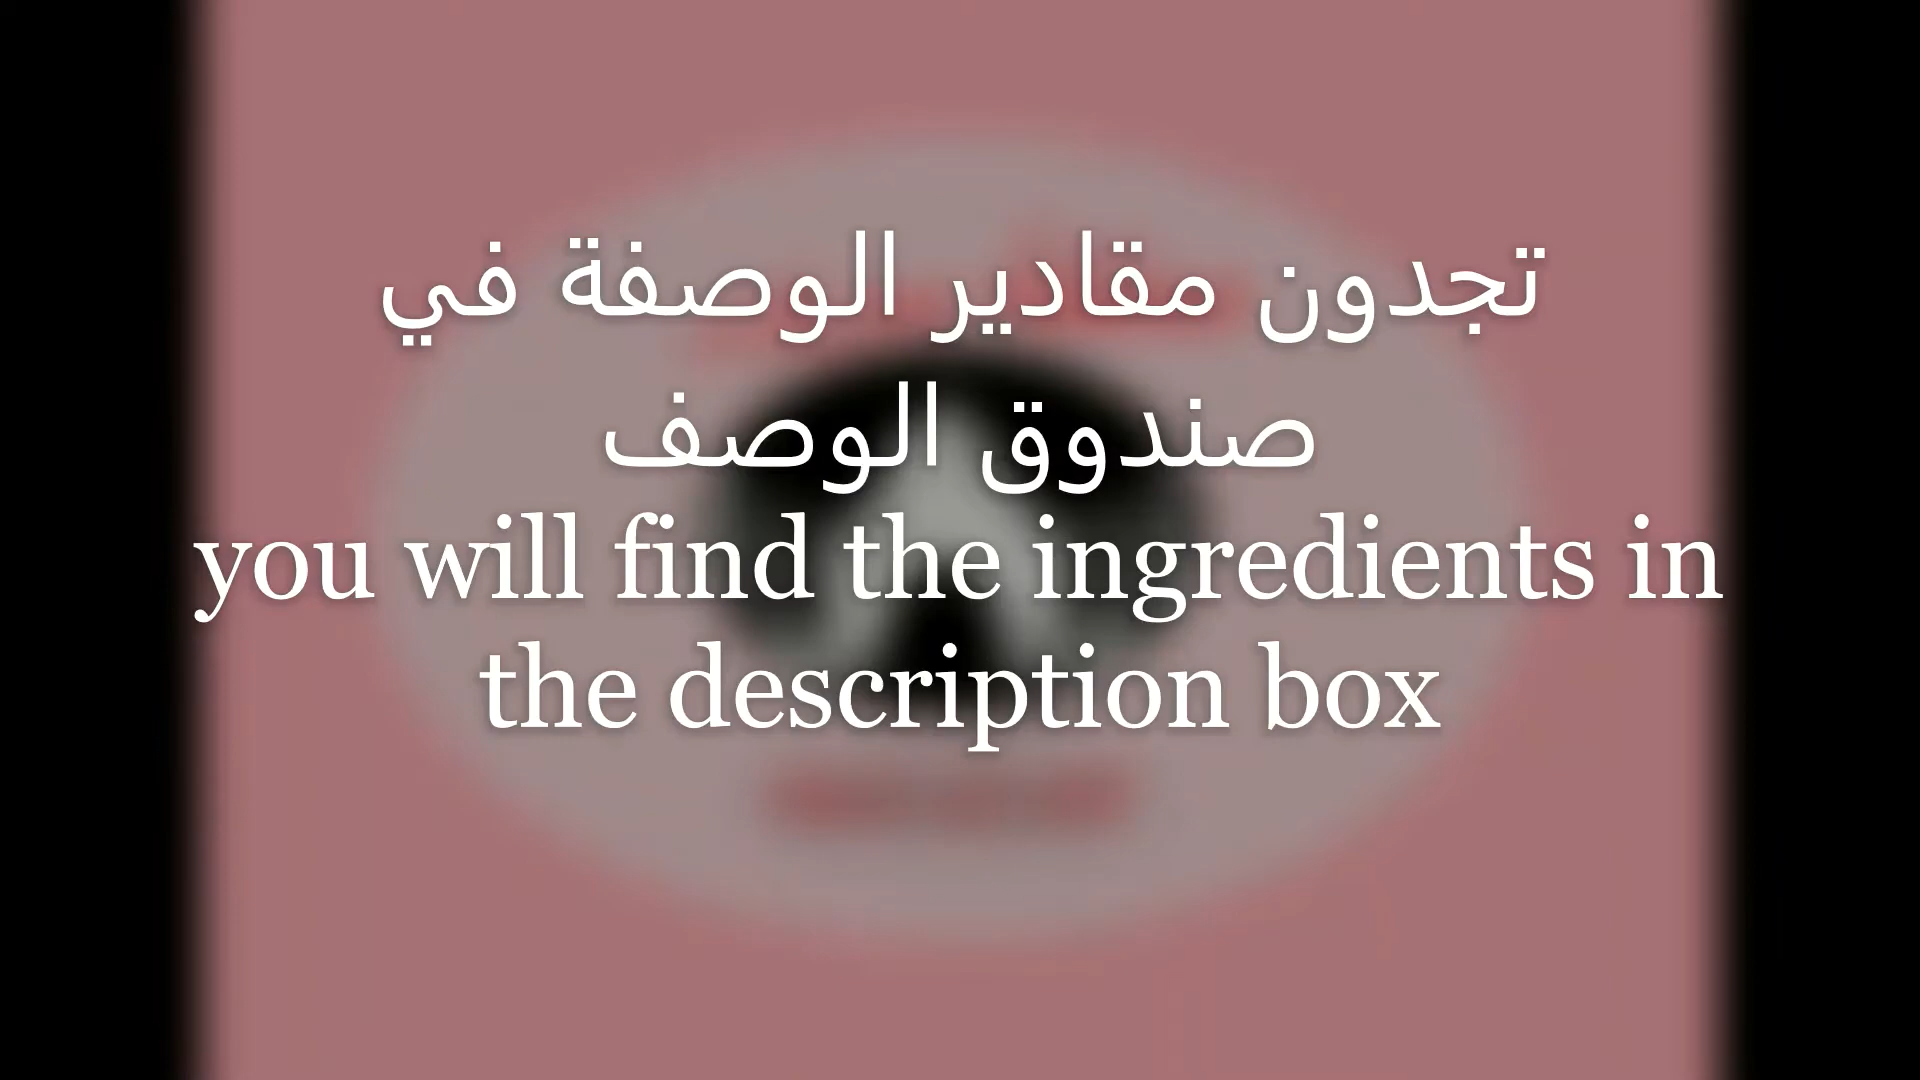 تجدون مقادير الوصفة في
صندوق الوصف
you will find the ingredients in
the description box